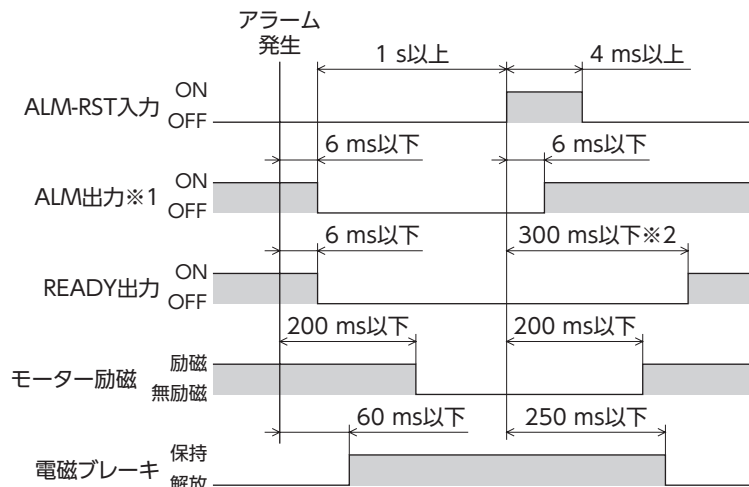 アラーム
発生
1 s以上
4 ms以上
ALM-RST入力
ON
OFF
6 ms以下
6 ms以下
ALM出力※1
ON
OFF
6 ms以下
300 ms以下※2
READY出力
ON
OFF
200 ms以下
200 ms以下
モーター励磁
励磁
無励磁
60 ms以下
250 ms以下
電磁ブレーキ
保持
解放